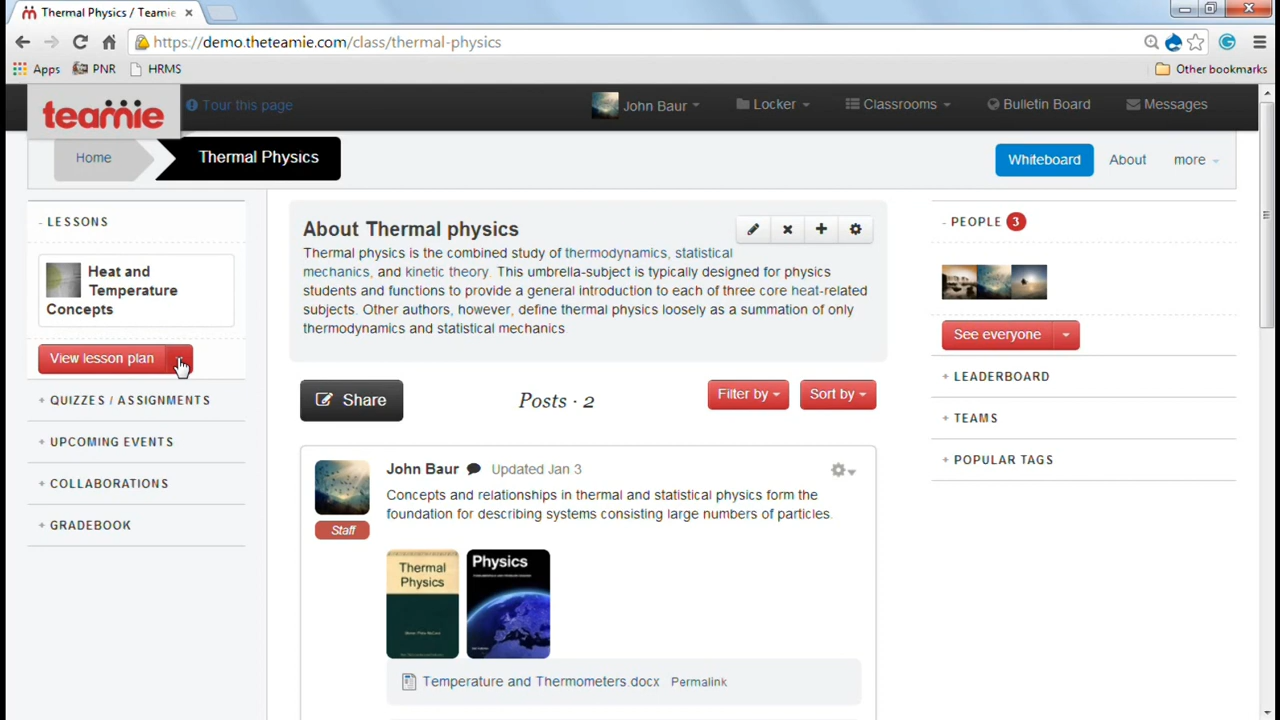 Thermal Physics / Teamie
https://demo.theteamie.com/class/thermal-physics
Apps PNR HRMS Other bookmarks
teamie Tour this page John Baur Locker Classrooms Bulletin Board Messages
Home Thermal Physics Whiteboard About more
- LESSONS
Heat and
Temperature
Concepts
View lesson plan
+ QUIZZES / ASSIGNMENTS
+ UPCOMING EVENTS
+ COLLABORATIONS
+ GRADEBOOK
About Thermal physics
Thermal physics is the combined study of thermodynamics, statistical
mechanics, and kinetic theory. This umbrella-subject is typically designed for physics
students and functions to provide a general introduction to each of three core heat-related
subjects. Other authors, however, define thermal physics loosely as a summation of only
thermodynamics and statistical mechanics
Share Posts · 2 Filter by Sort by
John Baur Updated Jan 3
Concepts and relationships in thermal and statistical physics form the
foundation for describing systems consisting large numbers of particles.
Staff
Thermal
Physics
Physics
Temperature and Thermometers.docx Permalink
- PEOPLE 3
See everyone
+ LEADERBOARD
+ TEAMS
+ POPULAR TAGS